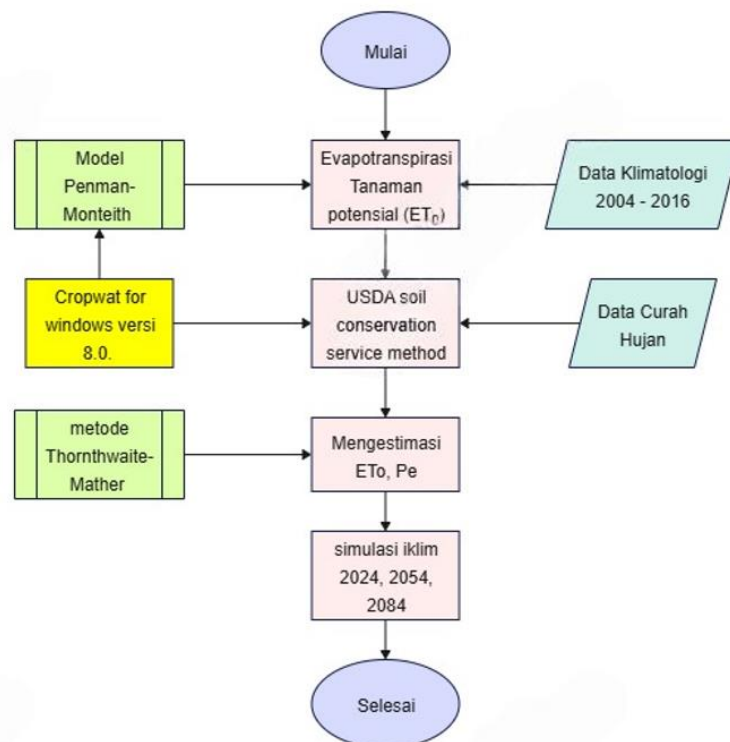 Mulai
Model
Penman-
Monteith
Evapotranspirasi
Tanaman
potensial (ET₀)
Data Klimatologi
2004 - 2016
Cropwat for
windows versi
8.0.
USDA soil
conservation
service method
Data Curah
Hujan
metode
Thornthwaite-
Mather
Mengestimasi
ETo, Pe
simulasi iklim
2024, 2054,
2084
Selesai